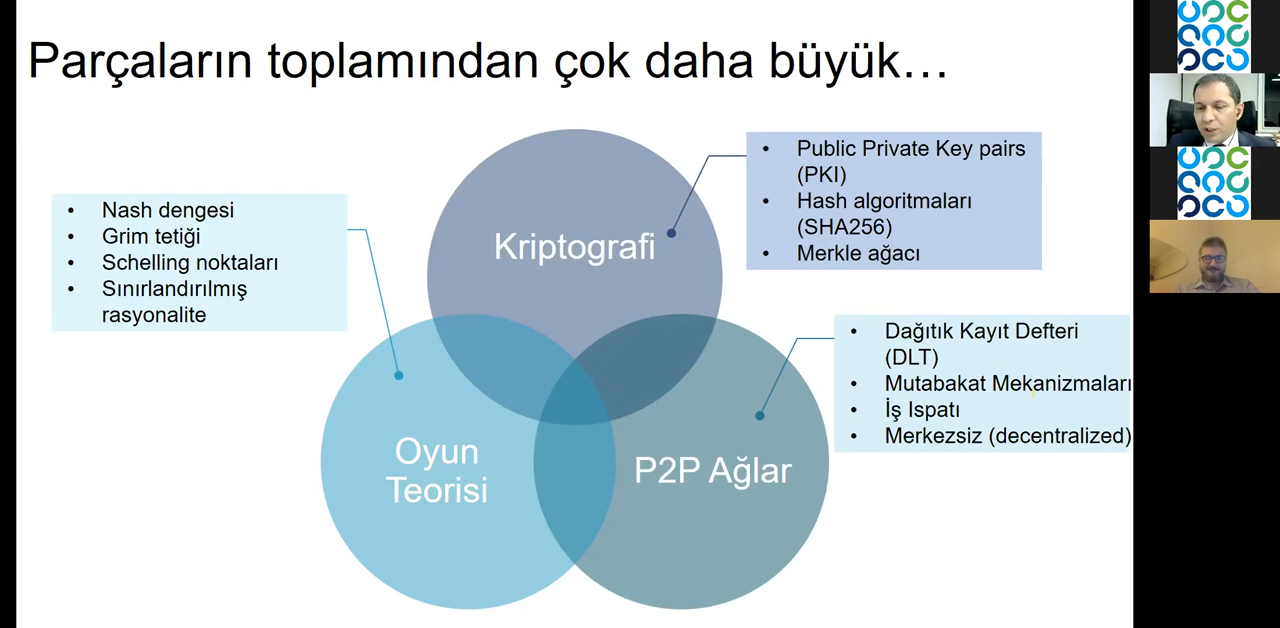 Parçaların toplamından çok daha büyük…
• Nash dengesi
• Grim tetiği
• Schelling noktaları
• Sınırlandırılmış
rasyonalite
Kriptografi
• Public Private Key pairs
(PKI)
• Hash algoritmaları
(SHA256)
• Merkle ağacı
• Dağıtık Kayıt Defteri
(DLT)
• Mutabakat Mekanizmaları
• İş Ispatı
• Merkezsiz (decentralized)
Oyun
Teorisi
P2P Ağlar